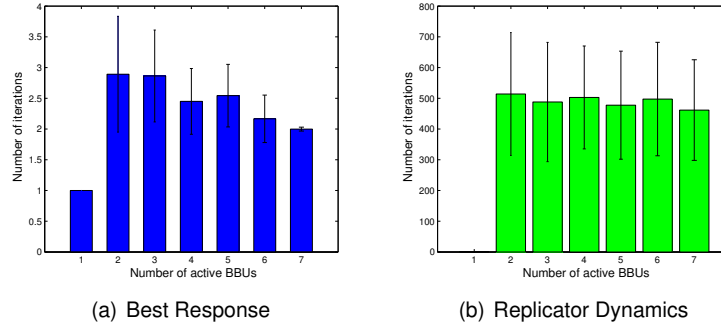 4
3.5
3
2.5
2
1.5
1
0.5
0
Number of iterations
1 2 3 4 5 6 7
Number of active BBUs
(a) Best Response
800
700
600
500
400
300
200
100
0
Number of iterations
1 2 3 4 5 6 7
Number of active BBUs
(b) Replicator Dynamics